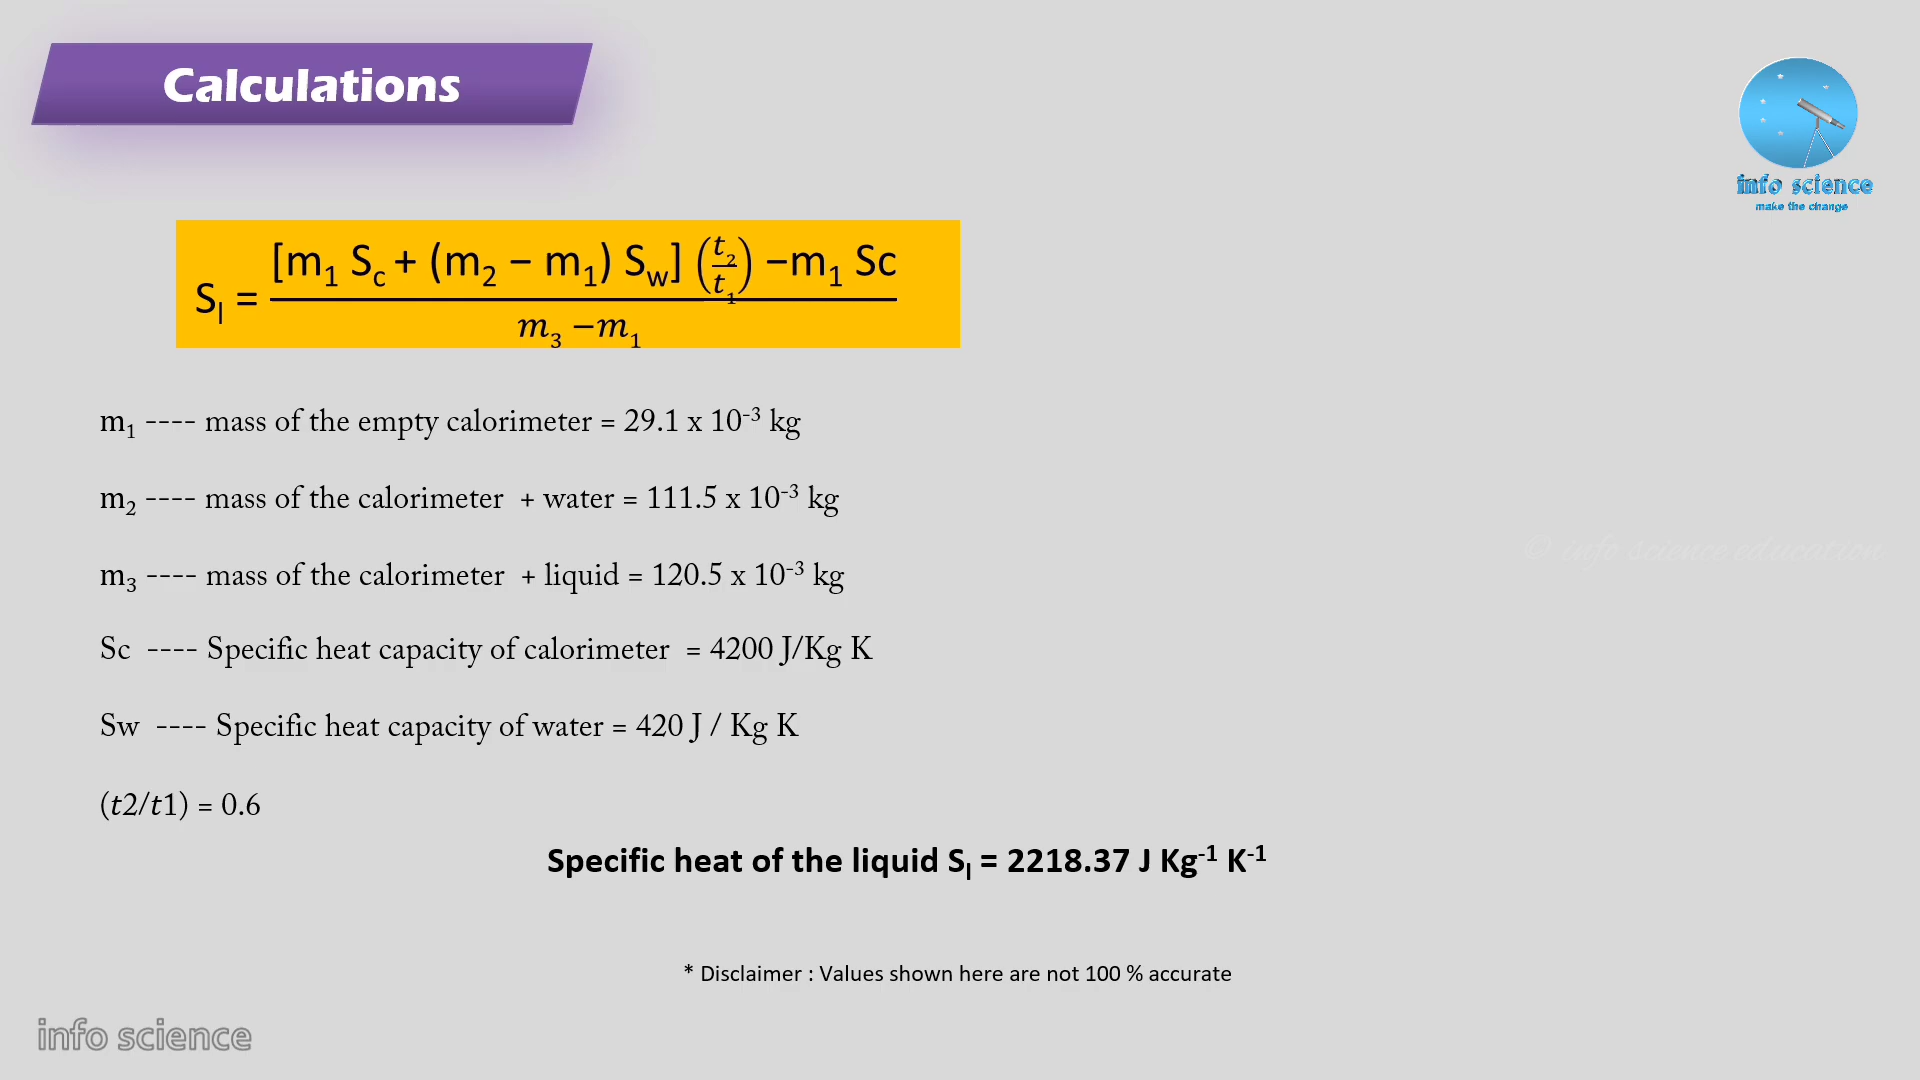 Calculations
info science
make the change
Sₗ = [m₁ S꜀ + (m₂ − m₁) S_w] (t₂/t₁) −m₁ Sc / m₃ −m₁
m₁ ---- mass of the empty calorimeter = 29.1 x 10⁻³ kg
m₂ ---- mass of the calorimeter + water = 111.5 x 10⁻³ kg
© info science education
m₃ ---- mass of the calorimeter + liquid = 120.5 x 10⁻³ kg
Sc ---- Specific heat capacity of calorimeter = 4200 J/Kg K
Sw ---- Specific heat capacity of water = 420 J / Kg K
(t2/t1) = 0.6
Specific heat of the liquid Sₗ = 2218.37 J Kg⁻¹ K⁻¹
* Disclaimer : Values shown here are not 100 % accurate
info science